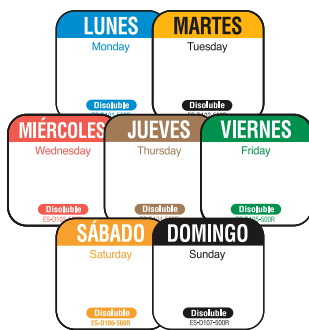 LUNES
Monday
Disoluble
MARTES
Tuesday
Disoluble
MIÉRCOLES
Wednesday
Disoluble
JUEVES
Thursday
Disoluble
VIERNES
Friday
Disoluble
SÁBADO
Saturday
Disoluble
ES-D106-500R
DOMINGO
Sunday
Disoluble
ES-D107-500R